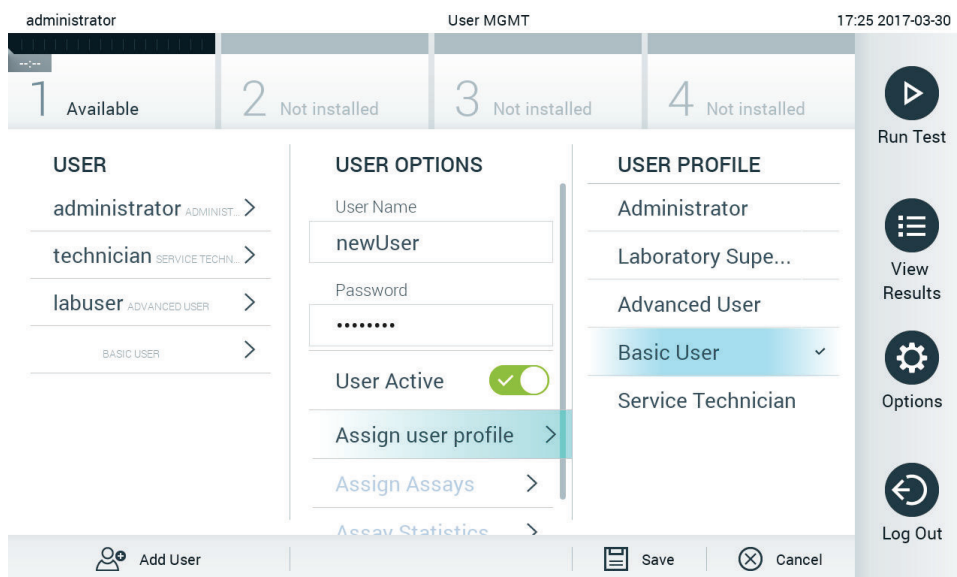 administrator User MGMT 17:25 2017-03-30
--:--
1 Available
2 Not installed
3 Not installed
4 Not installed
Run Test
View
Results
Options
Log Out
USER
administrator ADMINIST...
technician SERVICE TECHN...
labuser ADVANCED USER
BASIC USER
USER OPTIONS
User Name
newUser
Password
••••••••
User Active
Assign user profile
Assign Assays
Assay Statistics
USER PROFILE
Administrator
Laboratory Supe...
Advanced User
Basic User
Service Technician
Add User
Save
Cancel